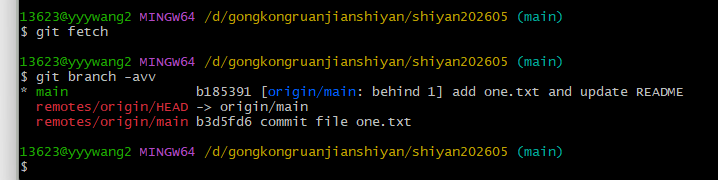 13623@yyywang2 MINGW64 /d/gongkongruanjianshiyan/shiyan202605 (main)
$ git fetch
13623@yyywang2 MINGW64 /d/gongkongruanjianshiyan/shiyan202605 (main)
$ git branch -avv
* main                b185391 [origin/main: behind 1] add one.txt and update README
  remotes/origin/HEAD -> origin/main
  remotes/origin/main b3d5fd6 commit file one.txt
13623@yyywang2 MINGW64 /d/gongkongruanjianshiyan/shiyan202605 (main)
$